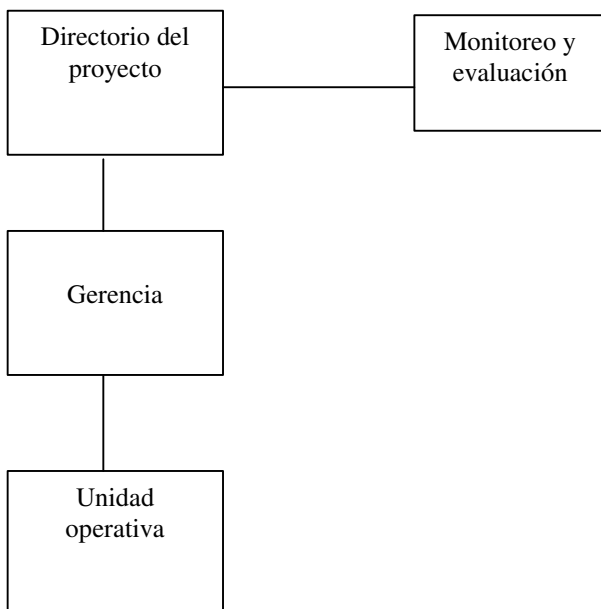 Directorio del
proyecto
Monitoreo y
evaluación
Gerencia
Unidad
operativa